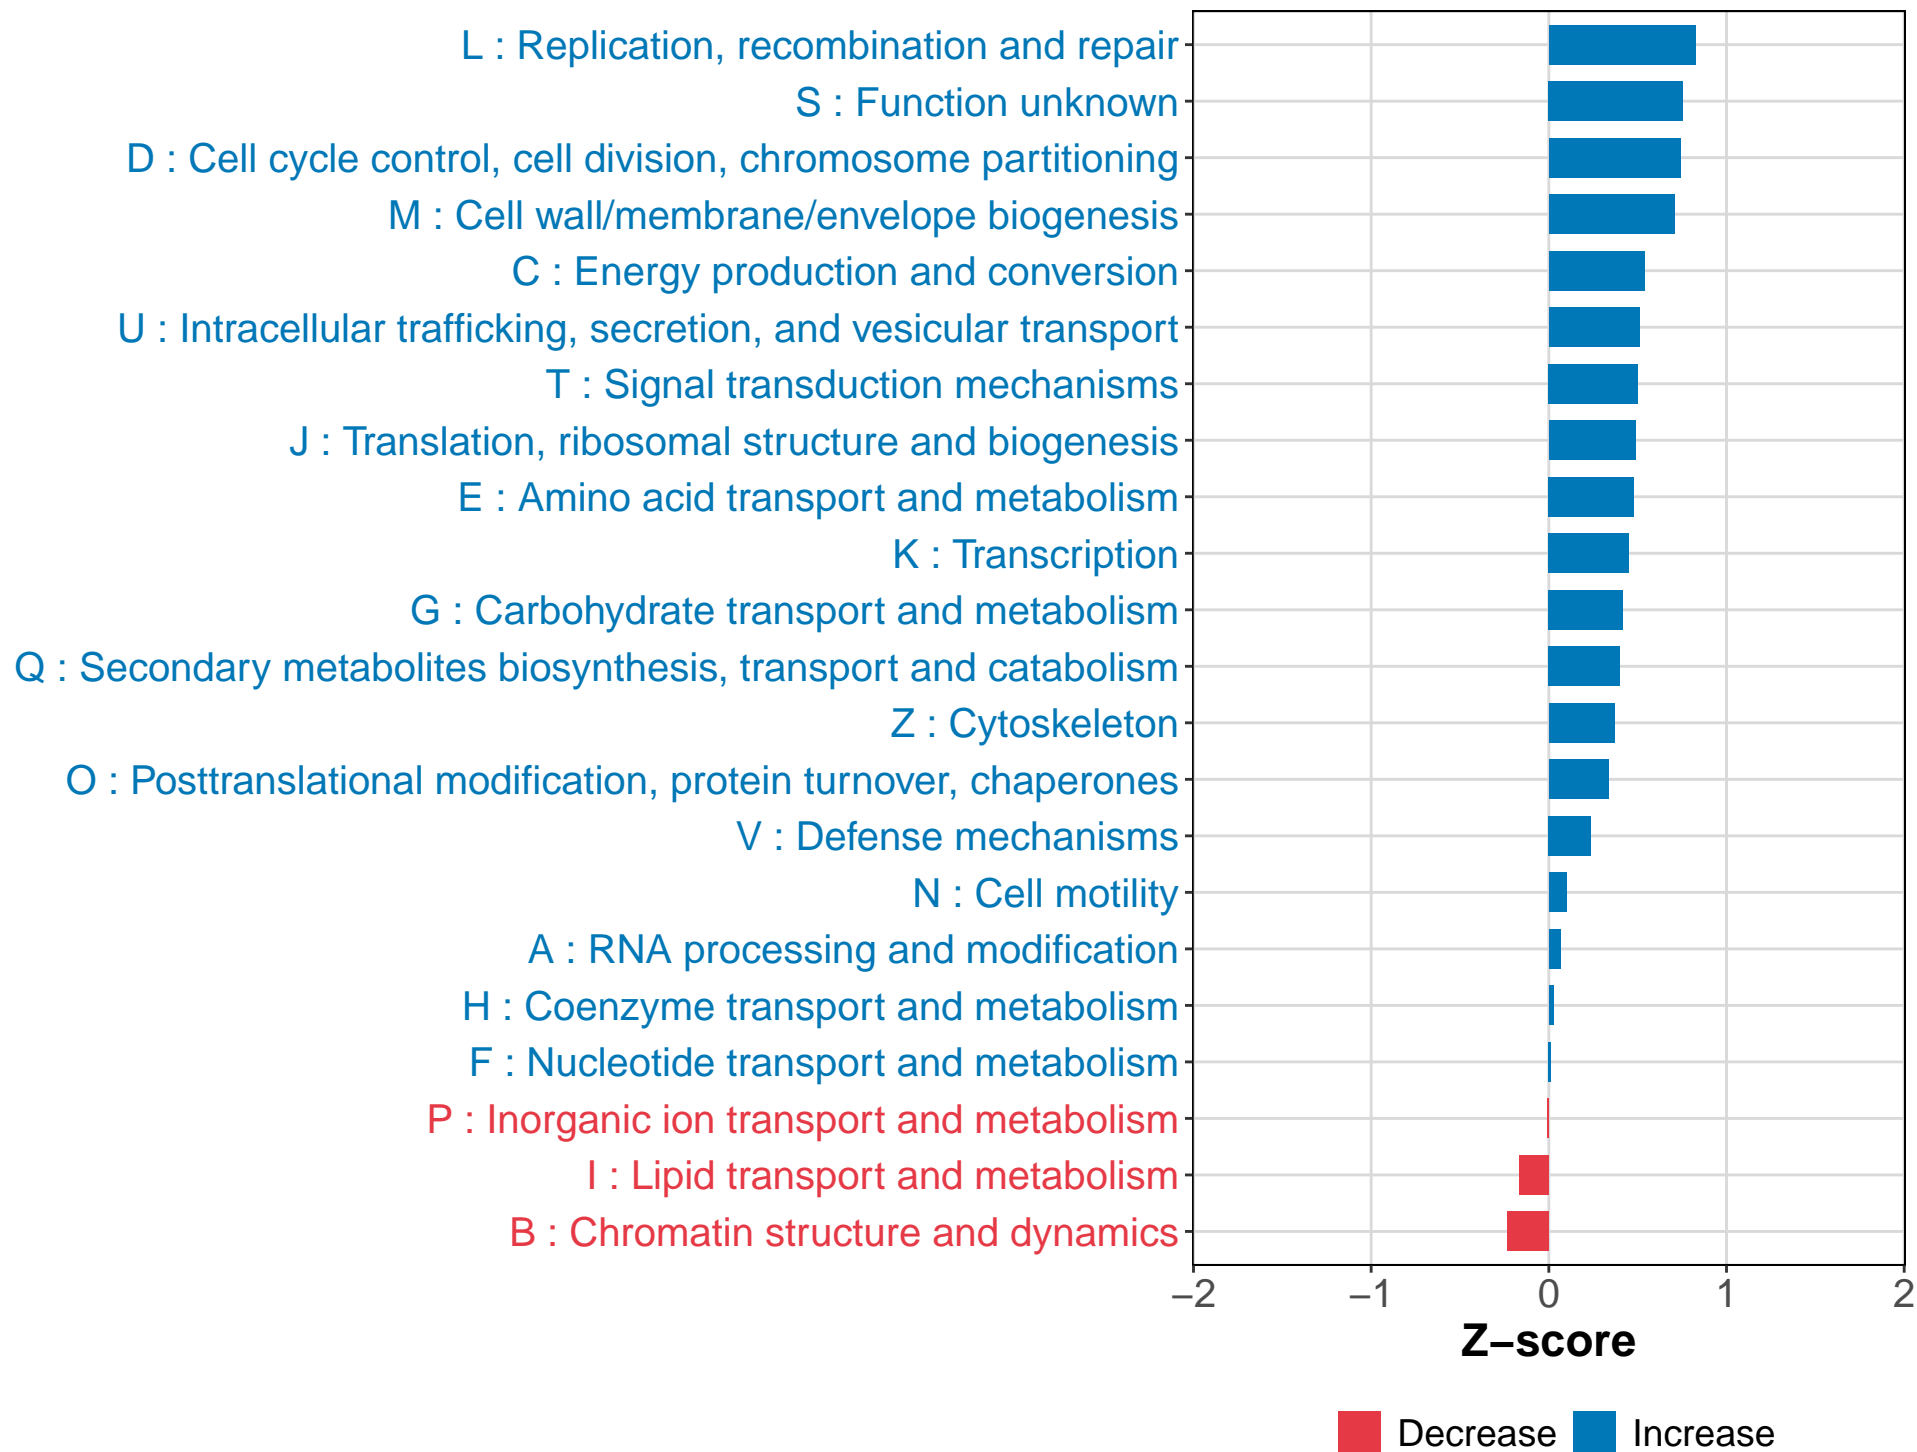 L : Replication, recombination and repair
S : Function unknown
D : Cell cycle control, cell division, chromosome partitioning
M : Cell wall/membrane/envelope biogenesis
C : Energy production and conversion
U : Intracellular trafficking, secretion, and vesicular transport
T : Signal transduction mechanisms
J : Translation, ribosomal structure and biogenesis
E : Amino acid transport and metabolism
K : Transcription
G : Carbohydrate transport and metabolism
Q : Secondary metabolites biosynthesis, transport and catabolism
Z : Cytoskeleton
O : Posttranslational modification, protein turnover, chaperones
V : Defense mechanisms
N : Cell motility
A : RNA processing and modification
H : Coenzyme transport and metabolism
F : Nucleotide transport and metabolism
P : Inorganic ion transport and metabolism
I : Lipid transport and metabolism
B : Chromatin structure and dynamics
−2 −1 0 1 2
Z−score
Decrease Increase